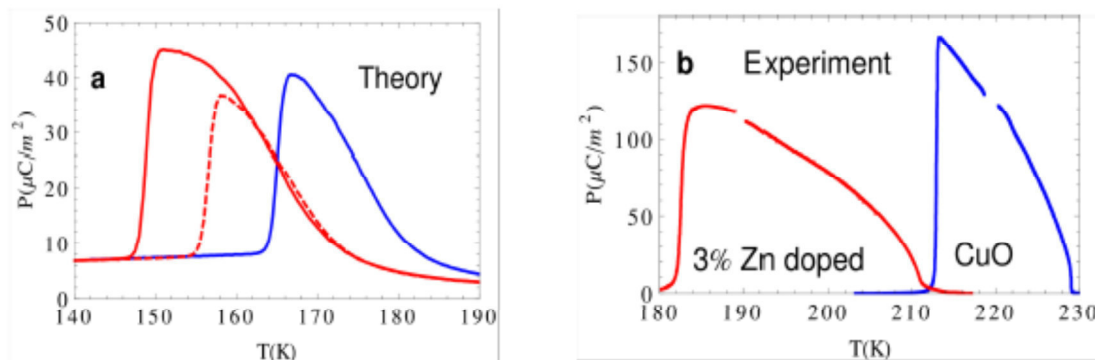 a Theory
P(μC/m²)
50
40
30
20
10
0
140 150 160 170 180 190
T(K)
b Experiment
P(μC/m²)
150
100
50
0
3% Zn doped CuO
180 190 200 210 220 230
T(K)